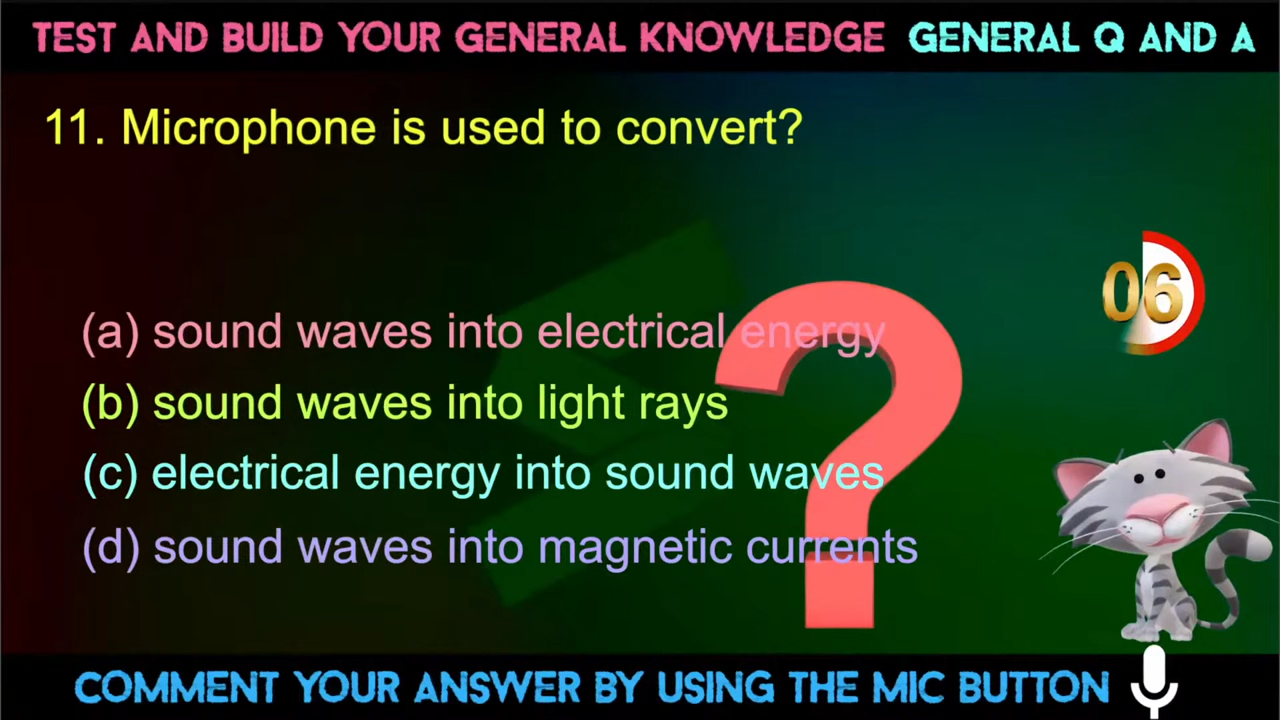 TEST AND BUILD YOUR GENERAL KNOWLEDGE GENERAL Q AND A
11. Microphone is used to convert?
06
(a) sound waves into electrical energy
(b) sound waves into light rays
(c) electrical energy into sound waves
(d) sound waves into magnetic currents
?
COMMENT YOUR ANSWER BY USING THE MIC BUTTON